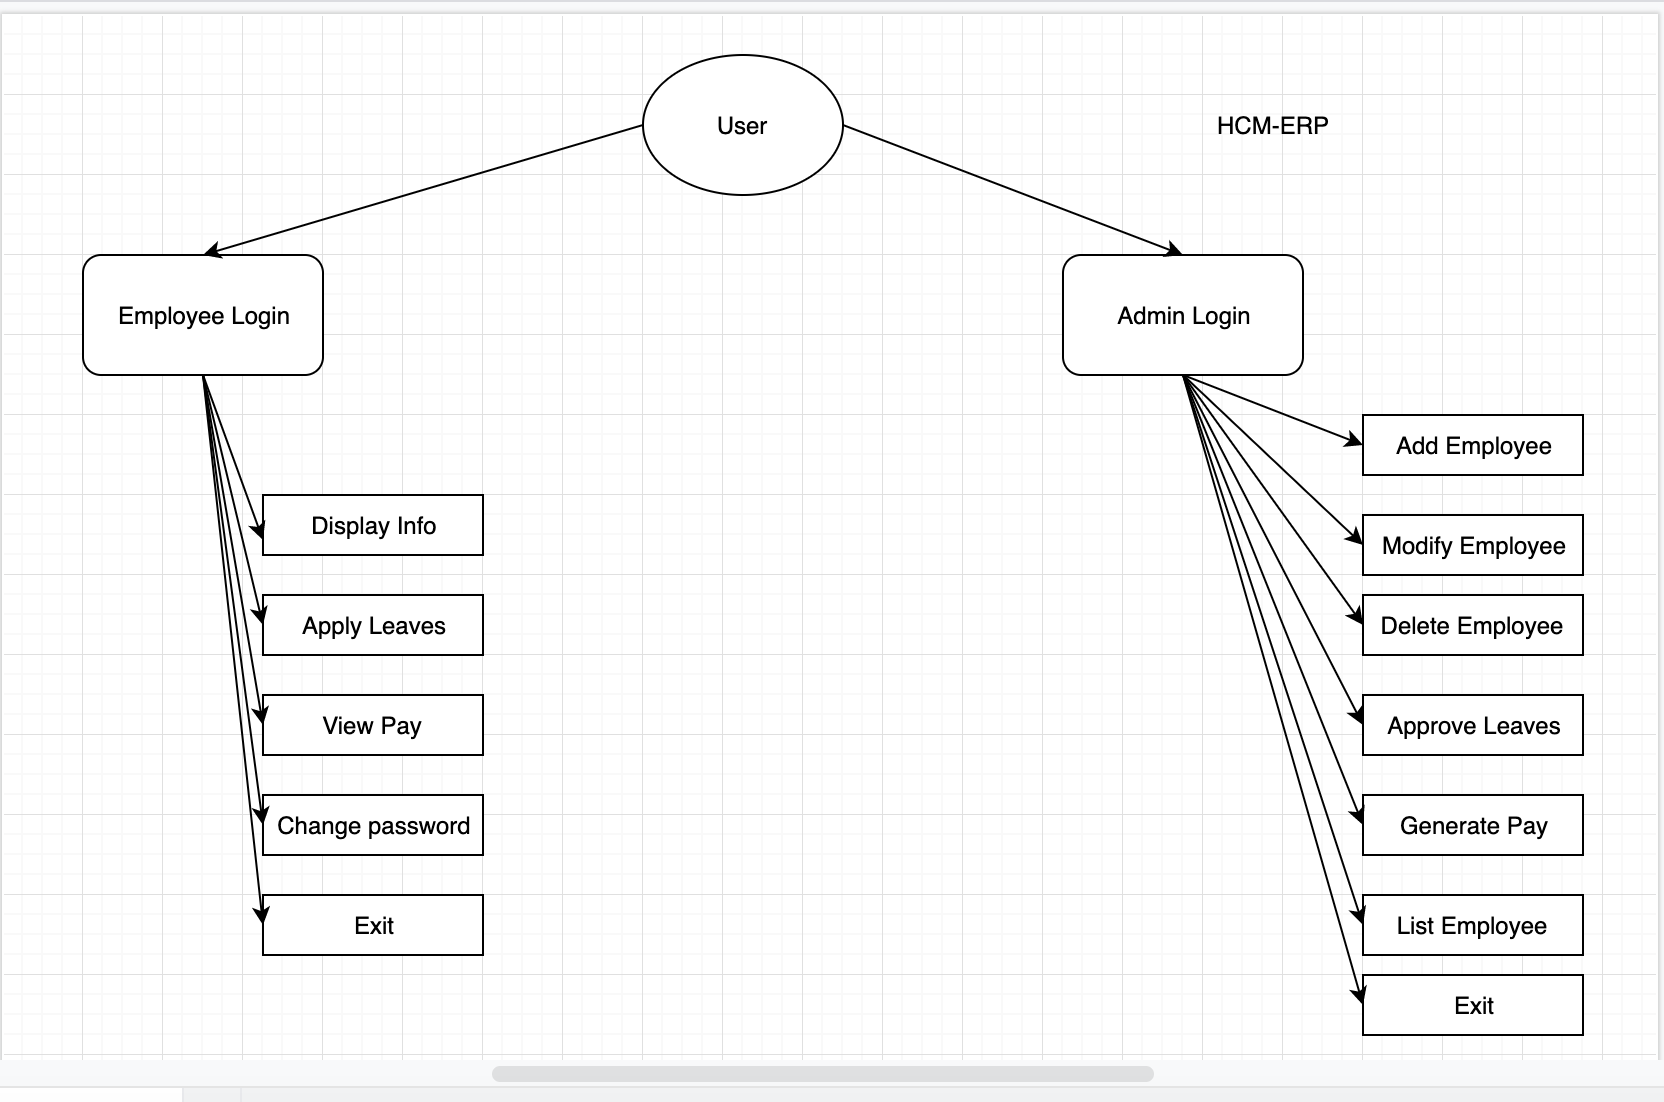 User
HCM-ERP
Employee Login
Admin Login
Display Info
Apply Leaves
View Pay
Change password
Exit
Add Employee
Modify Employee
Delete Employee
Approve Leaves
Generate Pay
List Employee
Exit